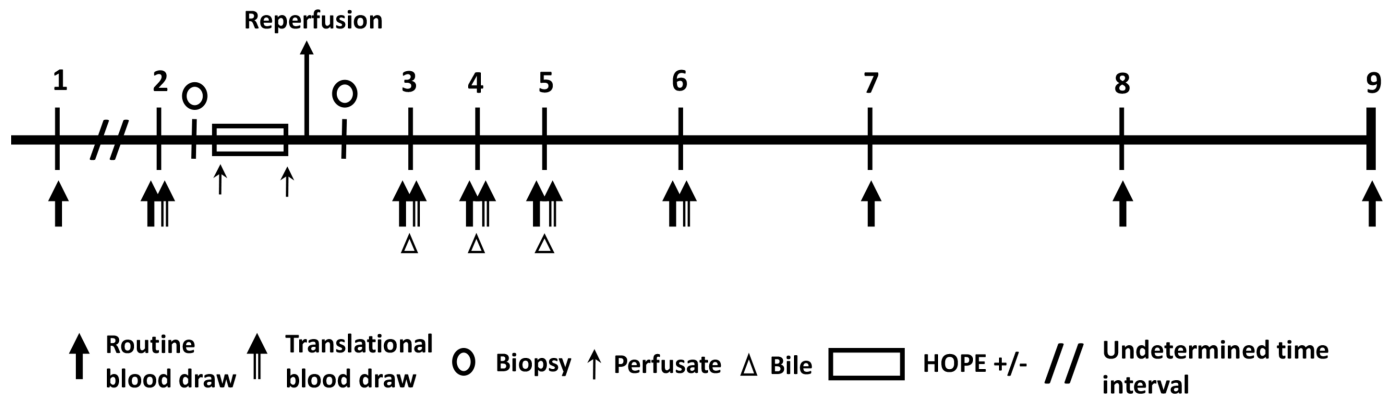 Reperfusion
1 2 3 4 5 6 7 8 9
Routine
blood draw
Translational
blood draw
Biopsy
Perfusate
Bile
HOPE +/-
Undetermined time
interval